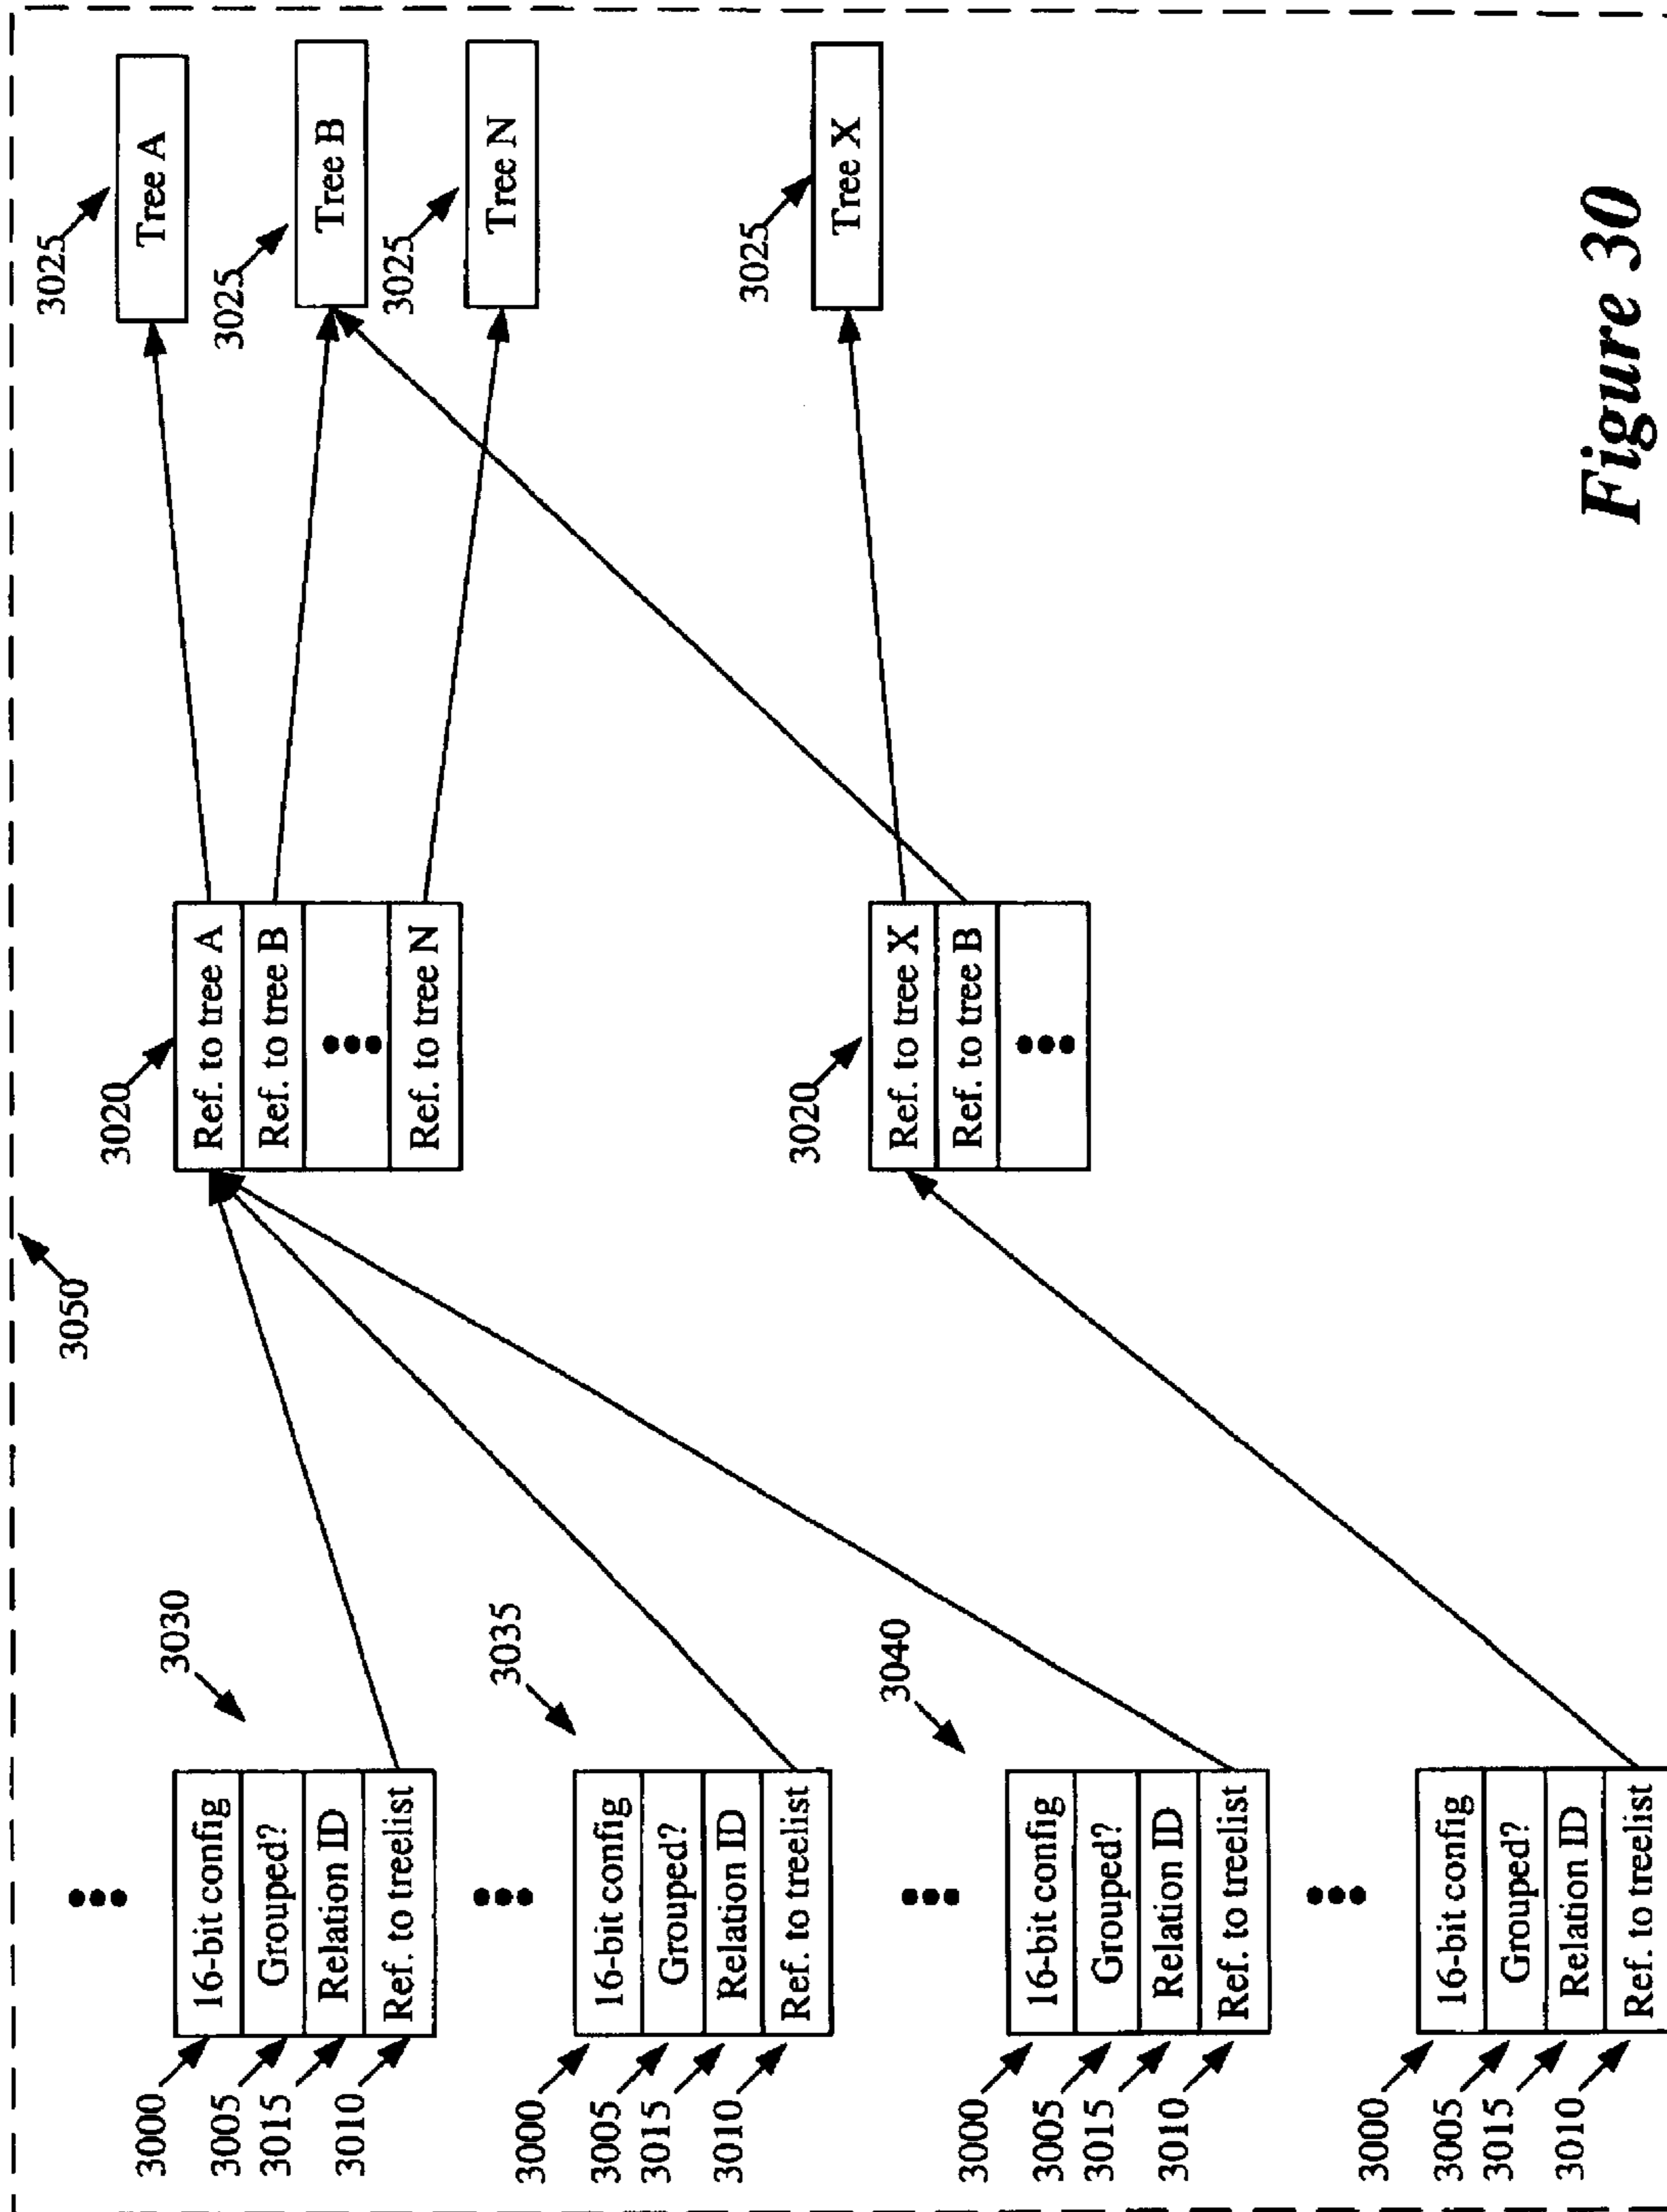 3050
3000
3005
3015
3010
16-bit config
Grouped?
Relation ID
Ref. to treelist
3030
3020
Ref. to tree A
Ref. to tree B
Ref. to tree N
3025
Tree A
3025
Tree B
3025
Tree N
3000
3005
3015
3010
16-bit config
Grouped?
Relation ID
Ref. to treelist
3035
3000
3005
3015
3010
16-bit config
Grouped?
Relation ID
Ref. to treelist
3040
3020
Ref. to tree X
Ref. to tree B
3025
Tree X
3000
3005
3015
3010
16-bit config
Grouped?
Relation ID
Ref. to treelist
Figure 30